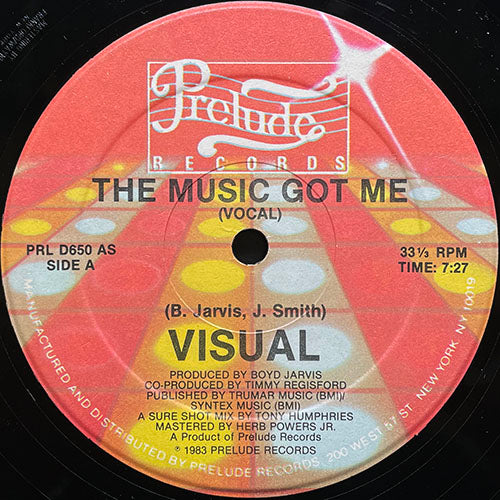 Prelude
RECORDS
THE MUSIC GOT ME
(VOCAL)
PRL D650 AS
SIDE A
33⅓ RPM
TIME: 7:27
(B. Jarvis, J. Smith)
VISUAL
PRODUCED BY BOYD JARVIS
CO-PRODUCED BY TIMMY REGISFORD
PUBLISHED BY TRUMAR MUSIC (BMI)/
SYNTEX MUSIC (BMI)
A SURE SHOT MIX BY TONY HUMPHRIES
MASTERED BY HERB POWERS JR.
A Product of Prelude Records
℗ 1983 PRELUDE RECORDS
MANUFACTURED AND DISTRIBUTED BY PRELUDE RECORDS, 200 WEST 57 ST. NEW YORK, NY 10019